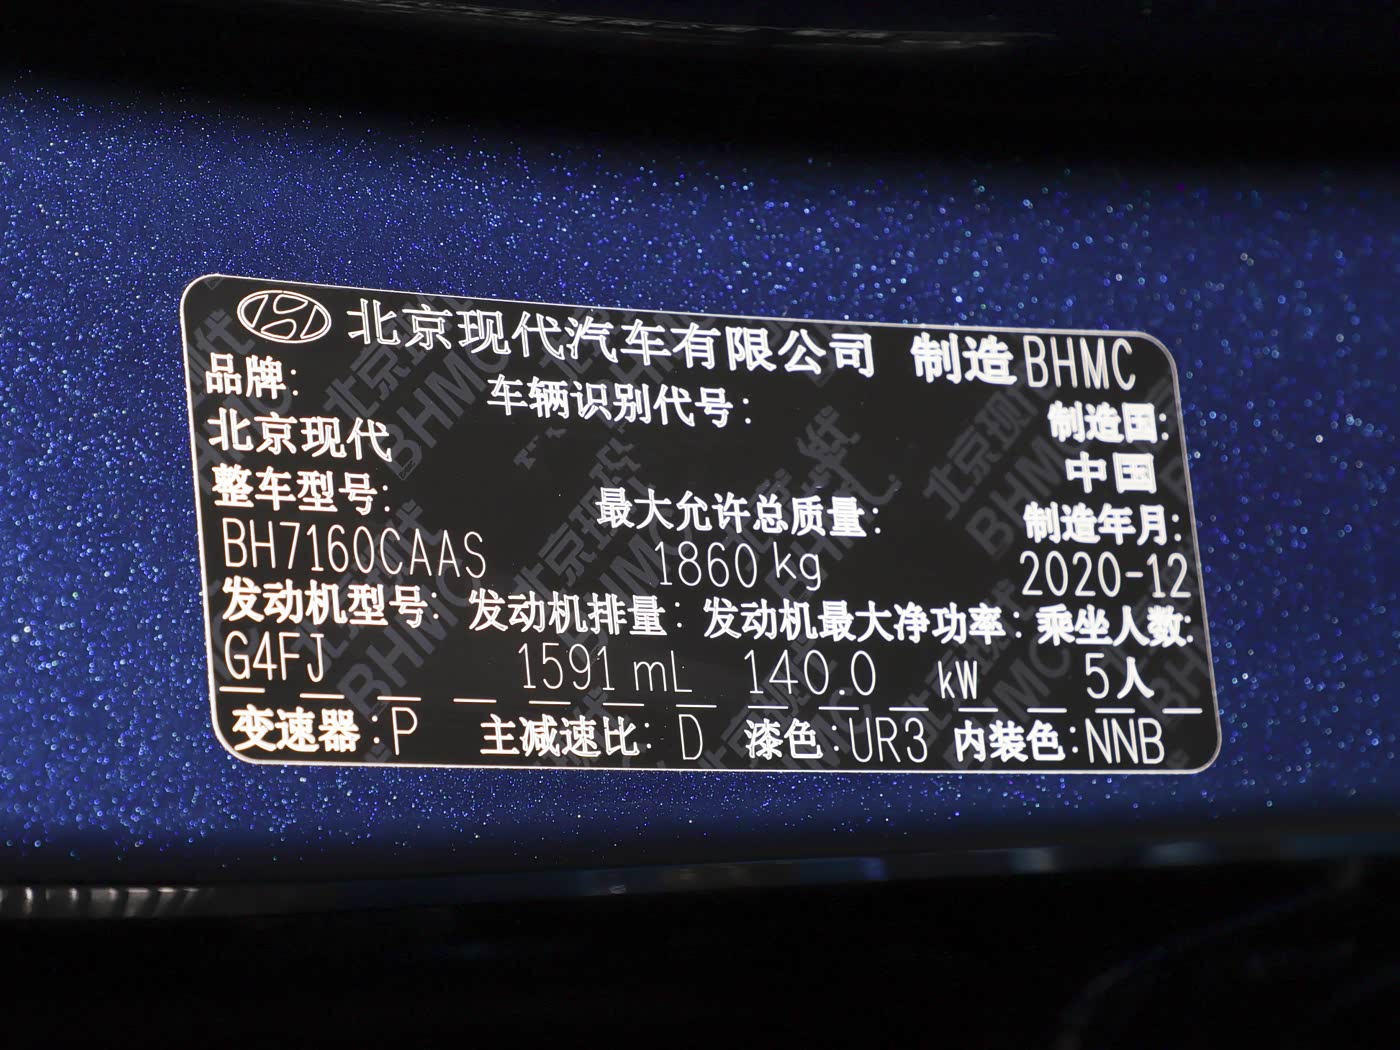 北京现代汽车有限公司 制造 BHMC
品牌: 车辆识别代号: 制造国:
北京现代 中国
整车型号: 最大允许总质量: 制造年月:
BH7160CAAS 1860 kg 2020-12
发动机型号: 发动机排量: 发动机最大净功率: 乘坐人数:
G4FJ 1591 mL 140.0 kW 5人
变速器:P 主减速比: D 漆色:UR3 内装色:NNB